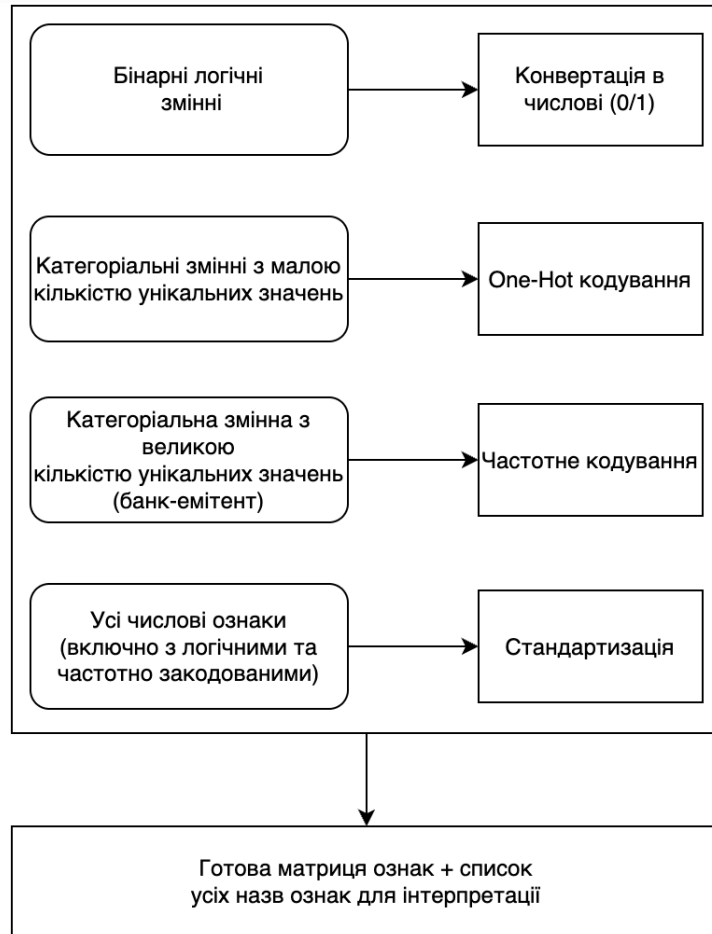 Бінарні логічні
змінні
Конвертація в
числові (0/1)
Категоріальні змінні з малою
кількістю унікальних значень
One-Hot кодування
Категоріальна змінна з
великою
кількістю унікальних значень
(банк-емітент)
Частотне кодування
Усі числові ознаки
(включно з логічними та
частотно закодованими)
Стандартизація
Готова матриця ознак + список
усіх назв ознак для інтерпретації